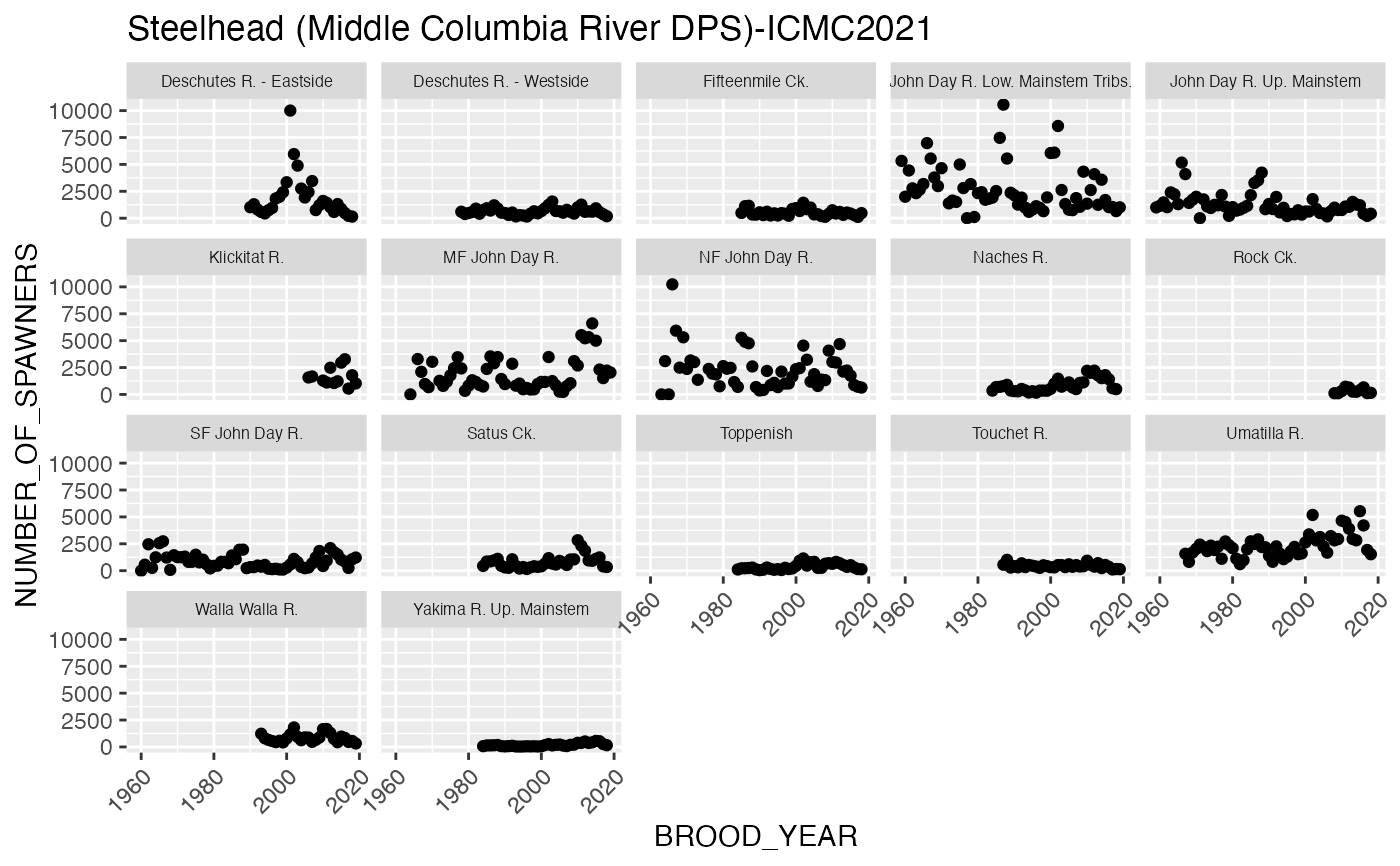 Steelhead (Middle Columbia River DPS)-ICMC2021
Deschutes R. - Eastside
Deschutes R. - Westside
Fifteenmile Ck.
John Day R. Low. Mainstem Tribs.
John Day R. Up. Mainstem
10000
7500
5000
2500
0
Klickitat R.
MF John Day R.
NF John Day R.
Naches R.
Rock Ck.
10000
7500
5000
2500
0
SF John Day R.
Satus Ck.
Toppenish
Touchet R.
Umatilla R.
10000
7500
5000
2500
0
1960
1980
2000
2020
1960
1980
2000
2020
1960
1980
2000
2020
Walla Walla R.
Yakima R. Up. Mainstem
10000
7500
5000
2500
0
1960
1980
2000
2020
1960
1980
2000
2020
NUMBER_OF_SPAWNERS
BROOD_YEAR